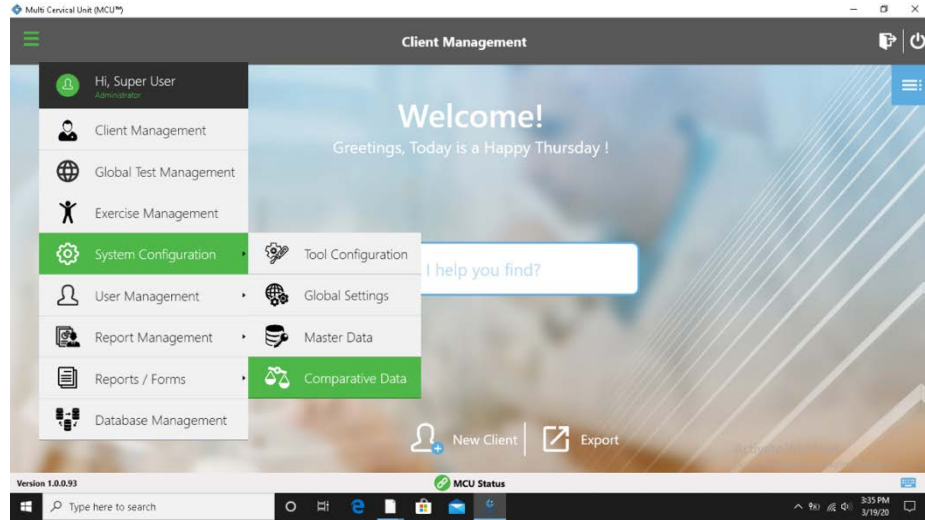 Multi Cervical Unit (MCU™)
Client Management
Hi, Super User
Administrator
Client Management
Global Test Management
Exercise Management
System Configuration
User Management
Report Management
Reports / Forms
Database Management
Tool Configuration
Global Settings
Master Data
Comparative Data
Welcome!
Greetings, Today is a Happy Thursday !
I help you find?
New Client
Export
Version 1.0.0.93
MCU Status
Type here to search
3:35 PM
3/19/20